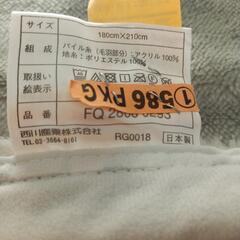 サイズ 180cm×210cm
組成 パイル糸(毛羽部分):アクリル100%
地糸:ポリエステル100%
取扱い
絵表示
①586PKG
品番 FQ
西川産業株式会社 RG0018
TEL 03-3664-8161 日本製